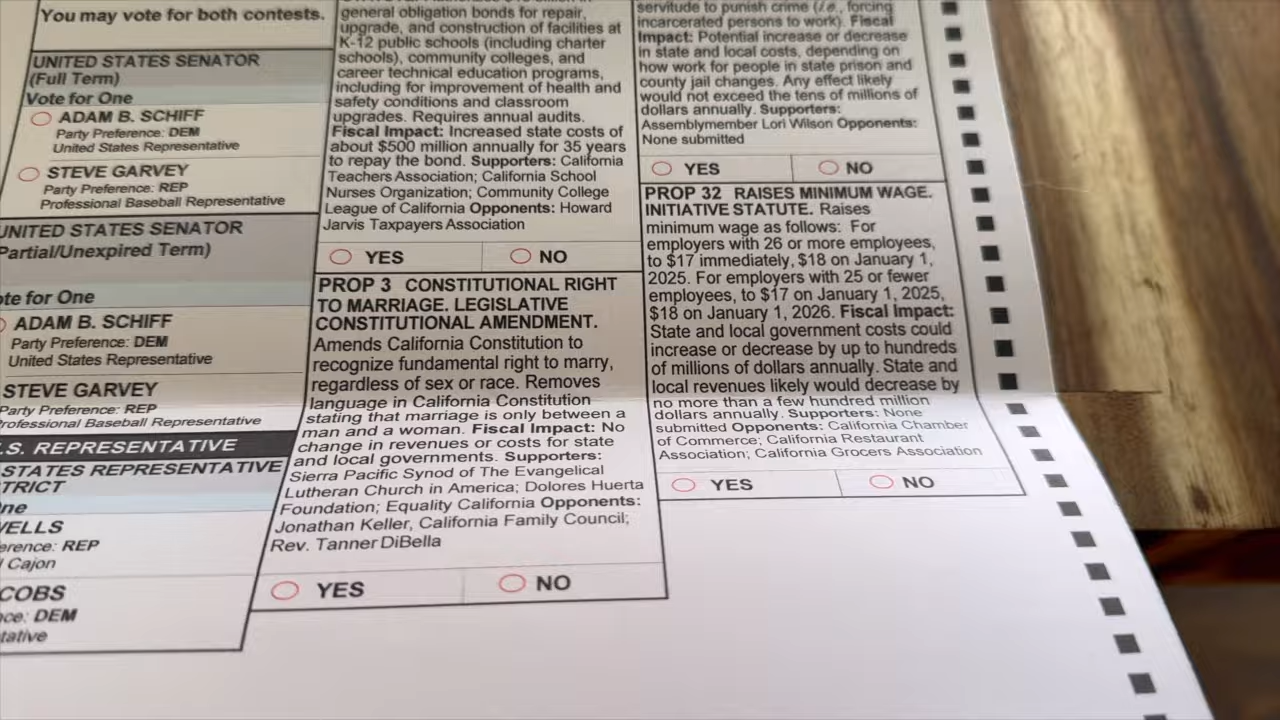 You may vote for both contests.
UNITED STATES SENATOR
(Full Term)
Vote for One
ADAM B. SCHIFF
Party Preference: DEM
United States Representative
STEVE GARVEY
Party Preference: REP
Professional Baseball Representative
UNITED STATES SENATOR
Partial/Unexpired Term)
ote for One
ADAM B. SCHIFF
Party Preference: DEM
United States Representative
STEVE GARVEY
Party Preference: REP
rofessional Baseball Representative
.S. REPRESENTATIVE
STATES REPRESENTATIVE
TRICT
ne
VELLS
erence: REP
l Cajon
COBS
nce: DEM
ntative
general obligation bonds for repair,
upgrade, and construction of facilities at
K-12 public schools (including charter
schools), community colleges, and
career technical education programs,
including for improvement of health and
safety conditions and classroom
upgrades. Requires annual audits.
Fiscal Impact: Increased state costs of
about $500 million annually for 35 years
to repay the bond. Supporters: California
Teachers Association; California School
Nurses Organization; Community College
League of California Opponents: Howard
Jarvis Taxpayers Association
YES NO
PROP 3 CONSTITUTIONAL RIGHT
TO MARRIAGE. LEGISLATIVE
CONSTITUTIONAL AMENDMENT.
Amends California Constitution to
recognize fundamental right to marry,
regardless of sex or race. Removes
language in California Constitution
stating that marriage is only between a
man and a woman. Fiscal Impact: No
change in revenues or costs for state
and local governments. Supporters:
Sierra Pacific Synod of The Evangelical
Lutheran Church in America; Dolores Huerta
Foundation; Equality California Opponents:
Jonathan Keller, California Family Council;
Rev. Tanner DiBella
YES NO
servitude to punish crime (i.e., forcing
incarcerated persons to work). Fiscal
Impact: Potential increase or decrease
in state and local costs, depending on
how work for people in state prison and
county jail changes. Any effect likely
would not exceed the tens of millions of
dollars annually. Supporters:
Assemblymember Lori Wilson Opponents:
None submitted
YES NO
PROP 32 RAISES MINIMUM WAGE.
INITIATIVE STATUTE. Raises
minimum wage as follows: For
employers with 26 or more employees,
to $17 immediately, $18 on January 1,
2025. For employers with 25 or fewer
employees, to $17 on January 1, 2025,
$18 on January 1, 2026. Fiscal Impact:
State and local government costs could
increase or decrease by up to hundreds
of millions of dollars annually. State and
local revenues likely would decrease by
no more than a few hundred million
dollars annually. Supporters: None
submitted Opponents: California Chamber
of Commerce; California Restaurant
Association; California Grocers Association
YES NO